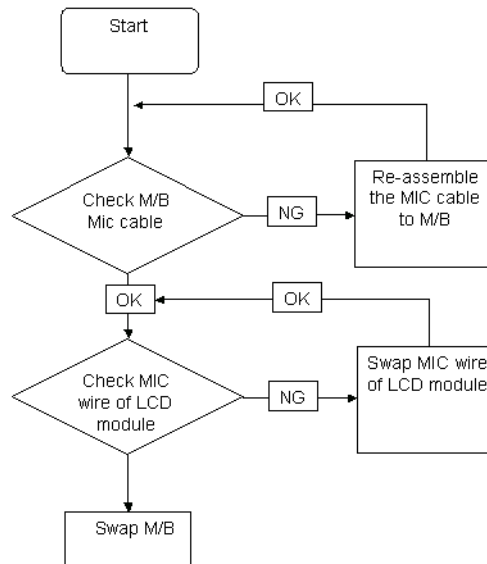 Start
OK
Check M/B
Mic cable
NG
Re-assemble
the MIC cable
to M/B
OK
OK
Check MIC
wire of LCD
module
NG
Swap MIC wire
of LCD module
Swap M/B